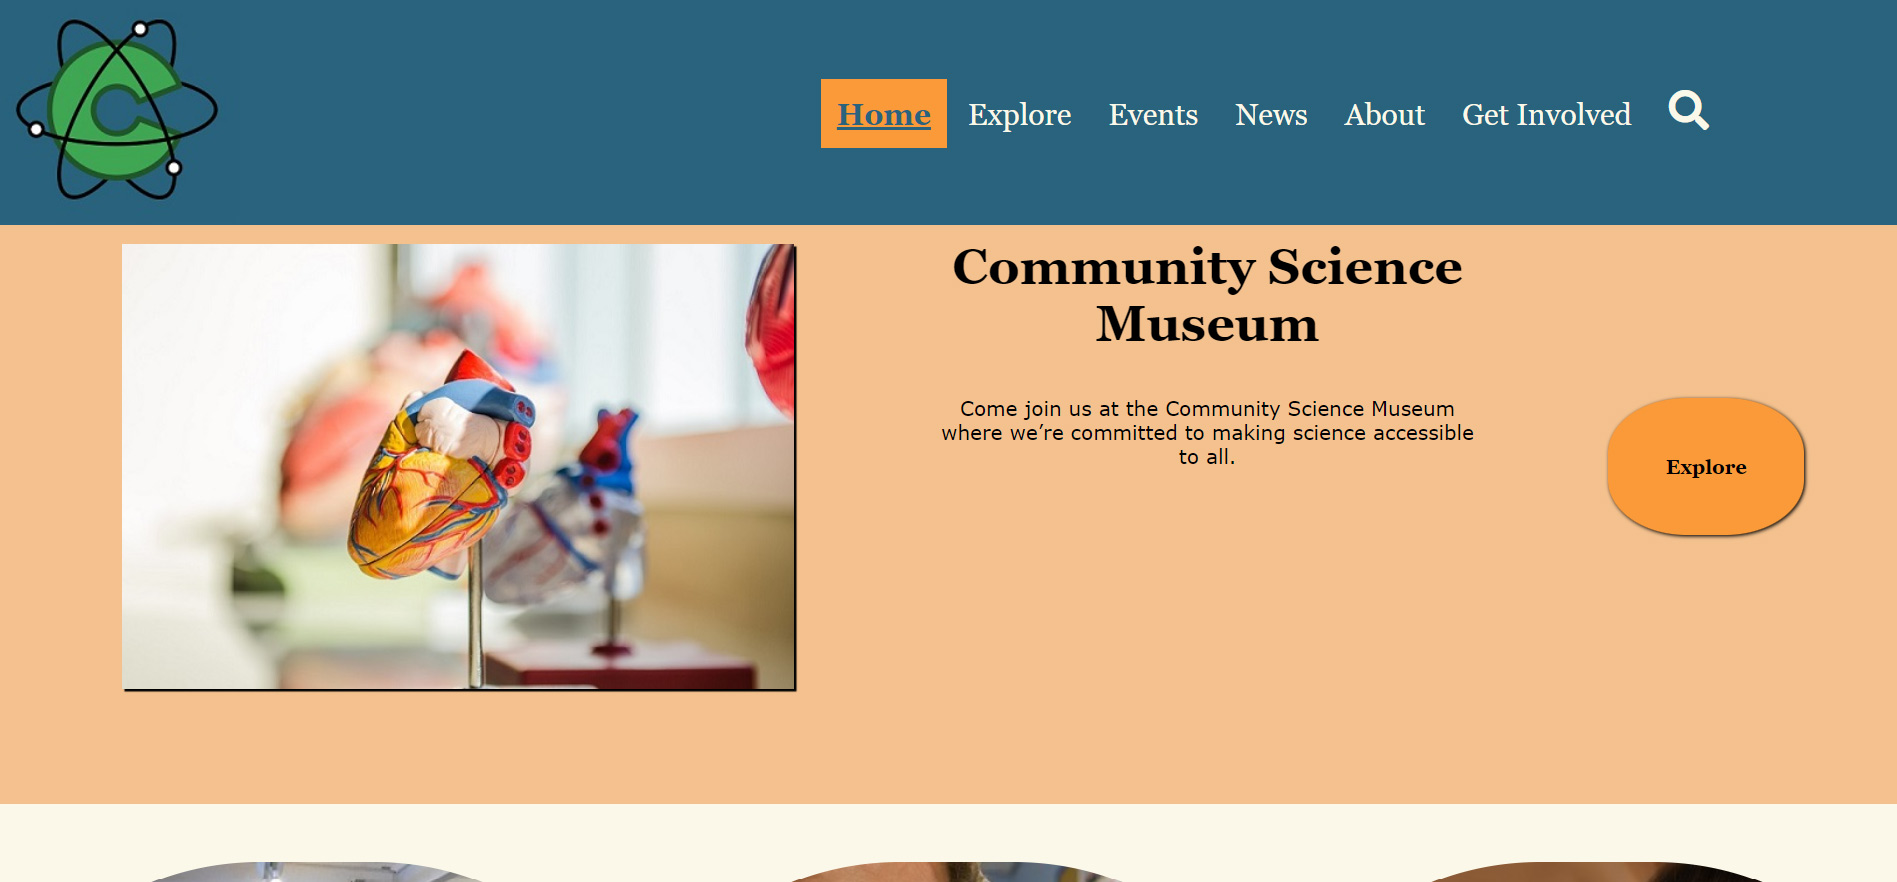 C
Home Explore Events News About Get Involved
Community Science
Museum
Come join us at the Community Science Museum
where we’re committed to making science accessible
to all.
Explore